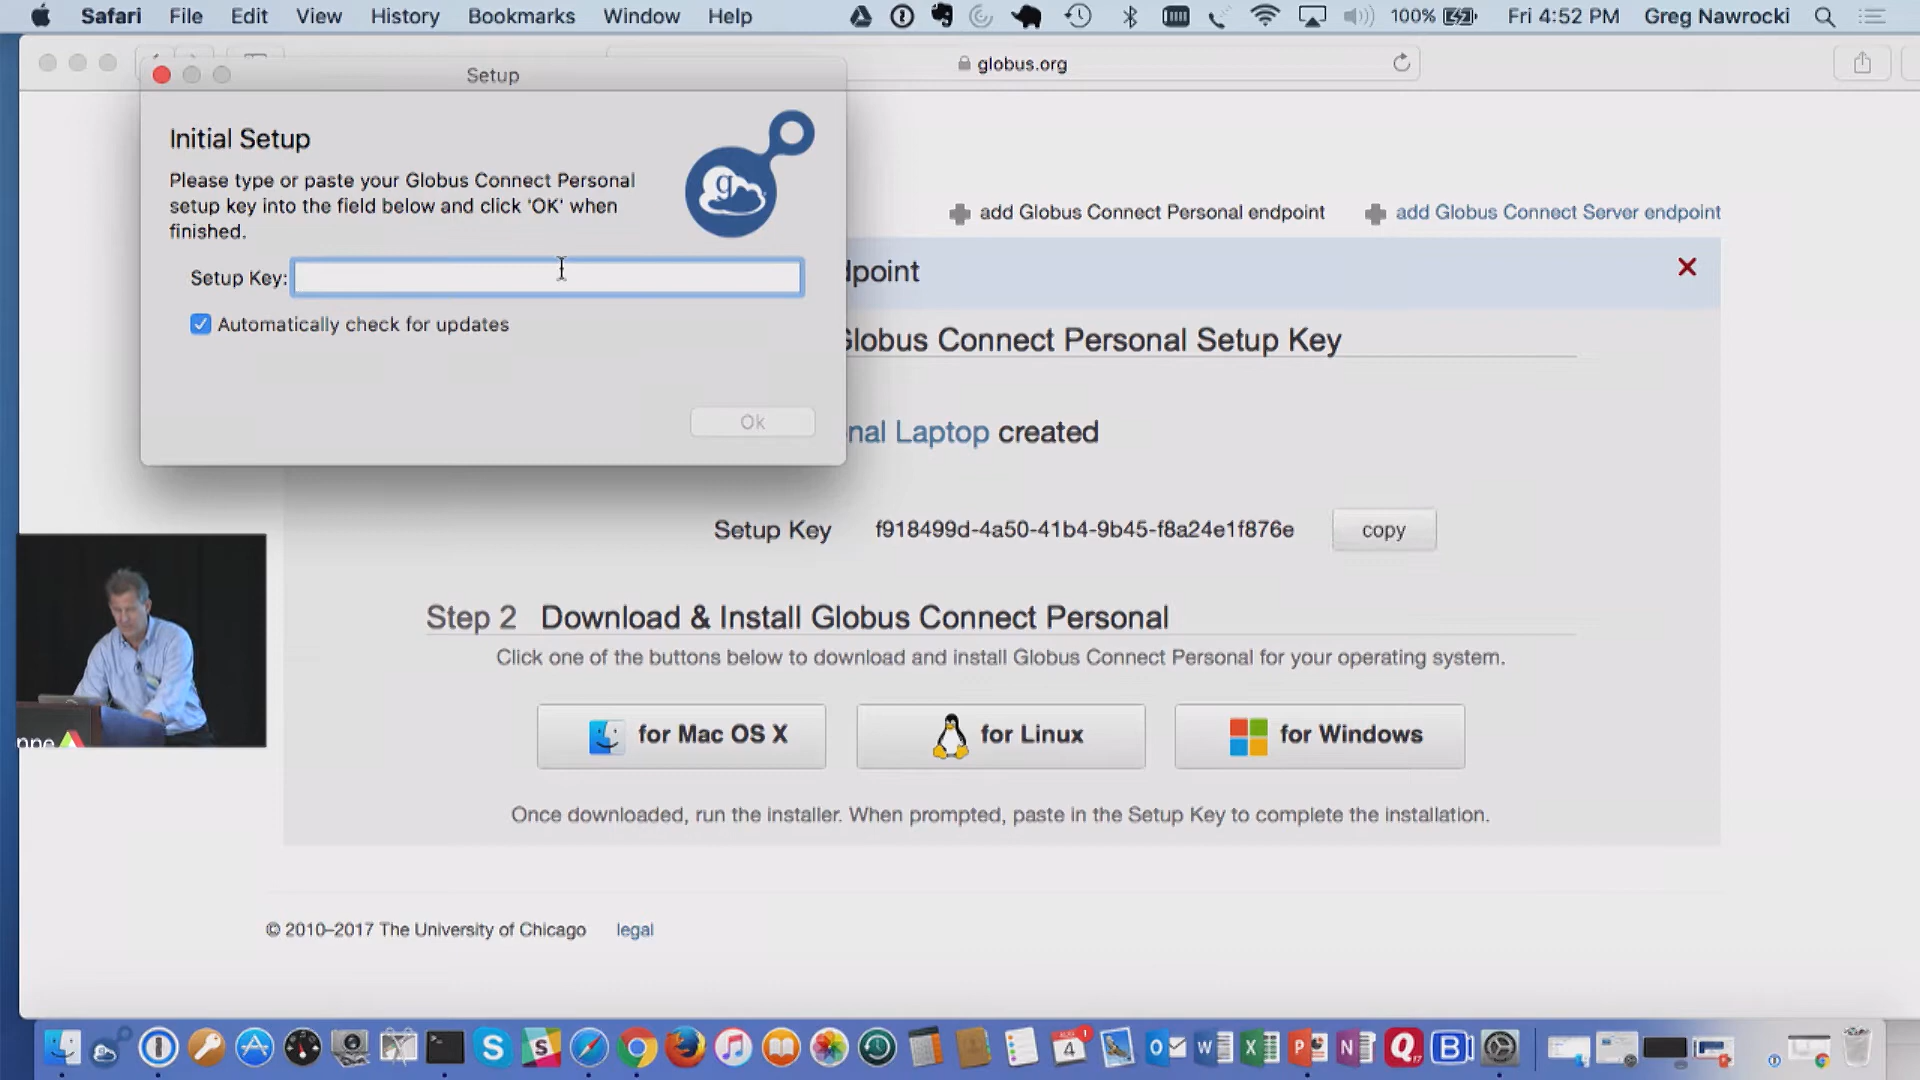 Safari File Edit View History Bookmarks Window Help 100% Fri 4:52 PM Greg Nawrocki
globus.org
Setup
Initial Setup
Please type or paste your Globus Connect Personal
setup key into the field below and click 'OK' when
finished.
Setup Key:
Automatically check for updates
Ok
add Globus Connect Personal endpoint add Globus Connect Server endpoint
dpoint
Globus Connect Personal Setup Key
nal Laptop created
Setup Key f918499d-4a50-41b4-9b45-f8a24e1f876e copy
Step 2 Download & Install Globus Connect Personal
Click one of the buttons below to download and install Globus Connect Personal for your operating system.
for Mac OS X for Linux for Windows
Once downloaded, run the installer. When prompted, paste in the Setup Key to complete the installation.
© 2010–2017 The University of Chicago legal